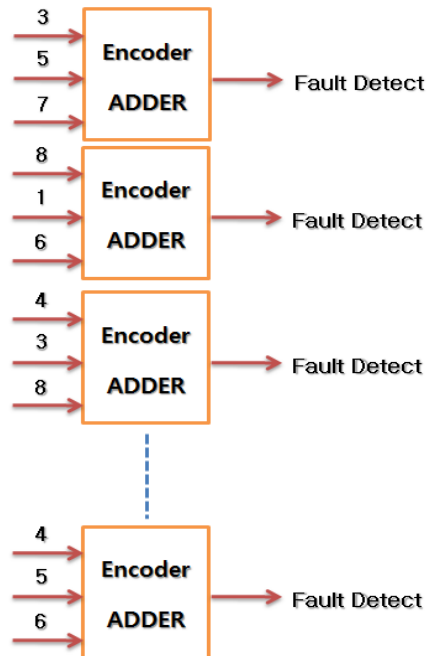 3
5
7
Encoder
ADDER
Fault Detect
8
1
6
Encoder
ADDER
Fault Detect
4
3
8
Encoder
ADDER
Fault Detect
4
5
6
Encoder
ADDER
Fault Detect